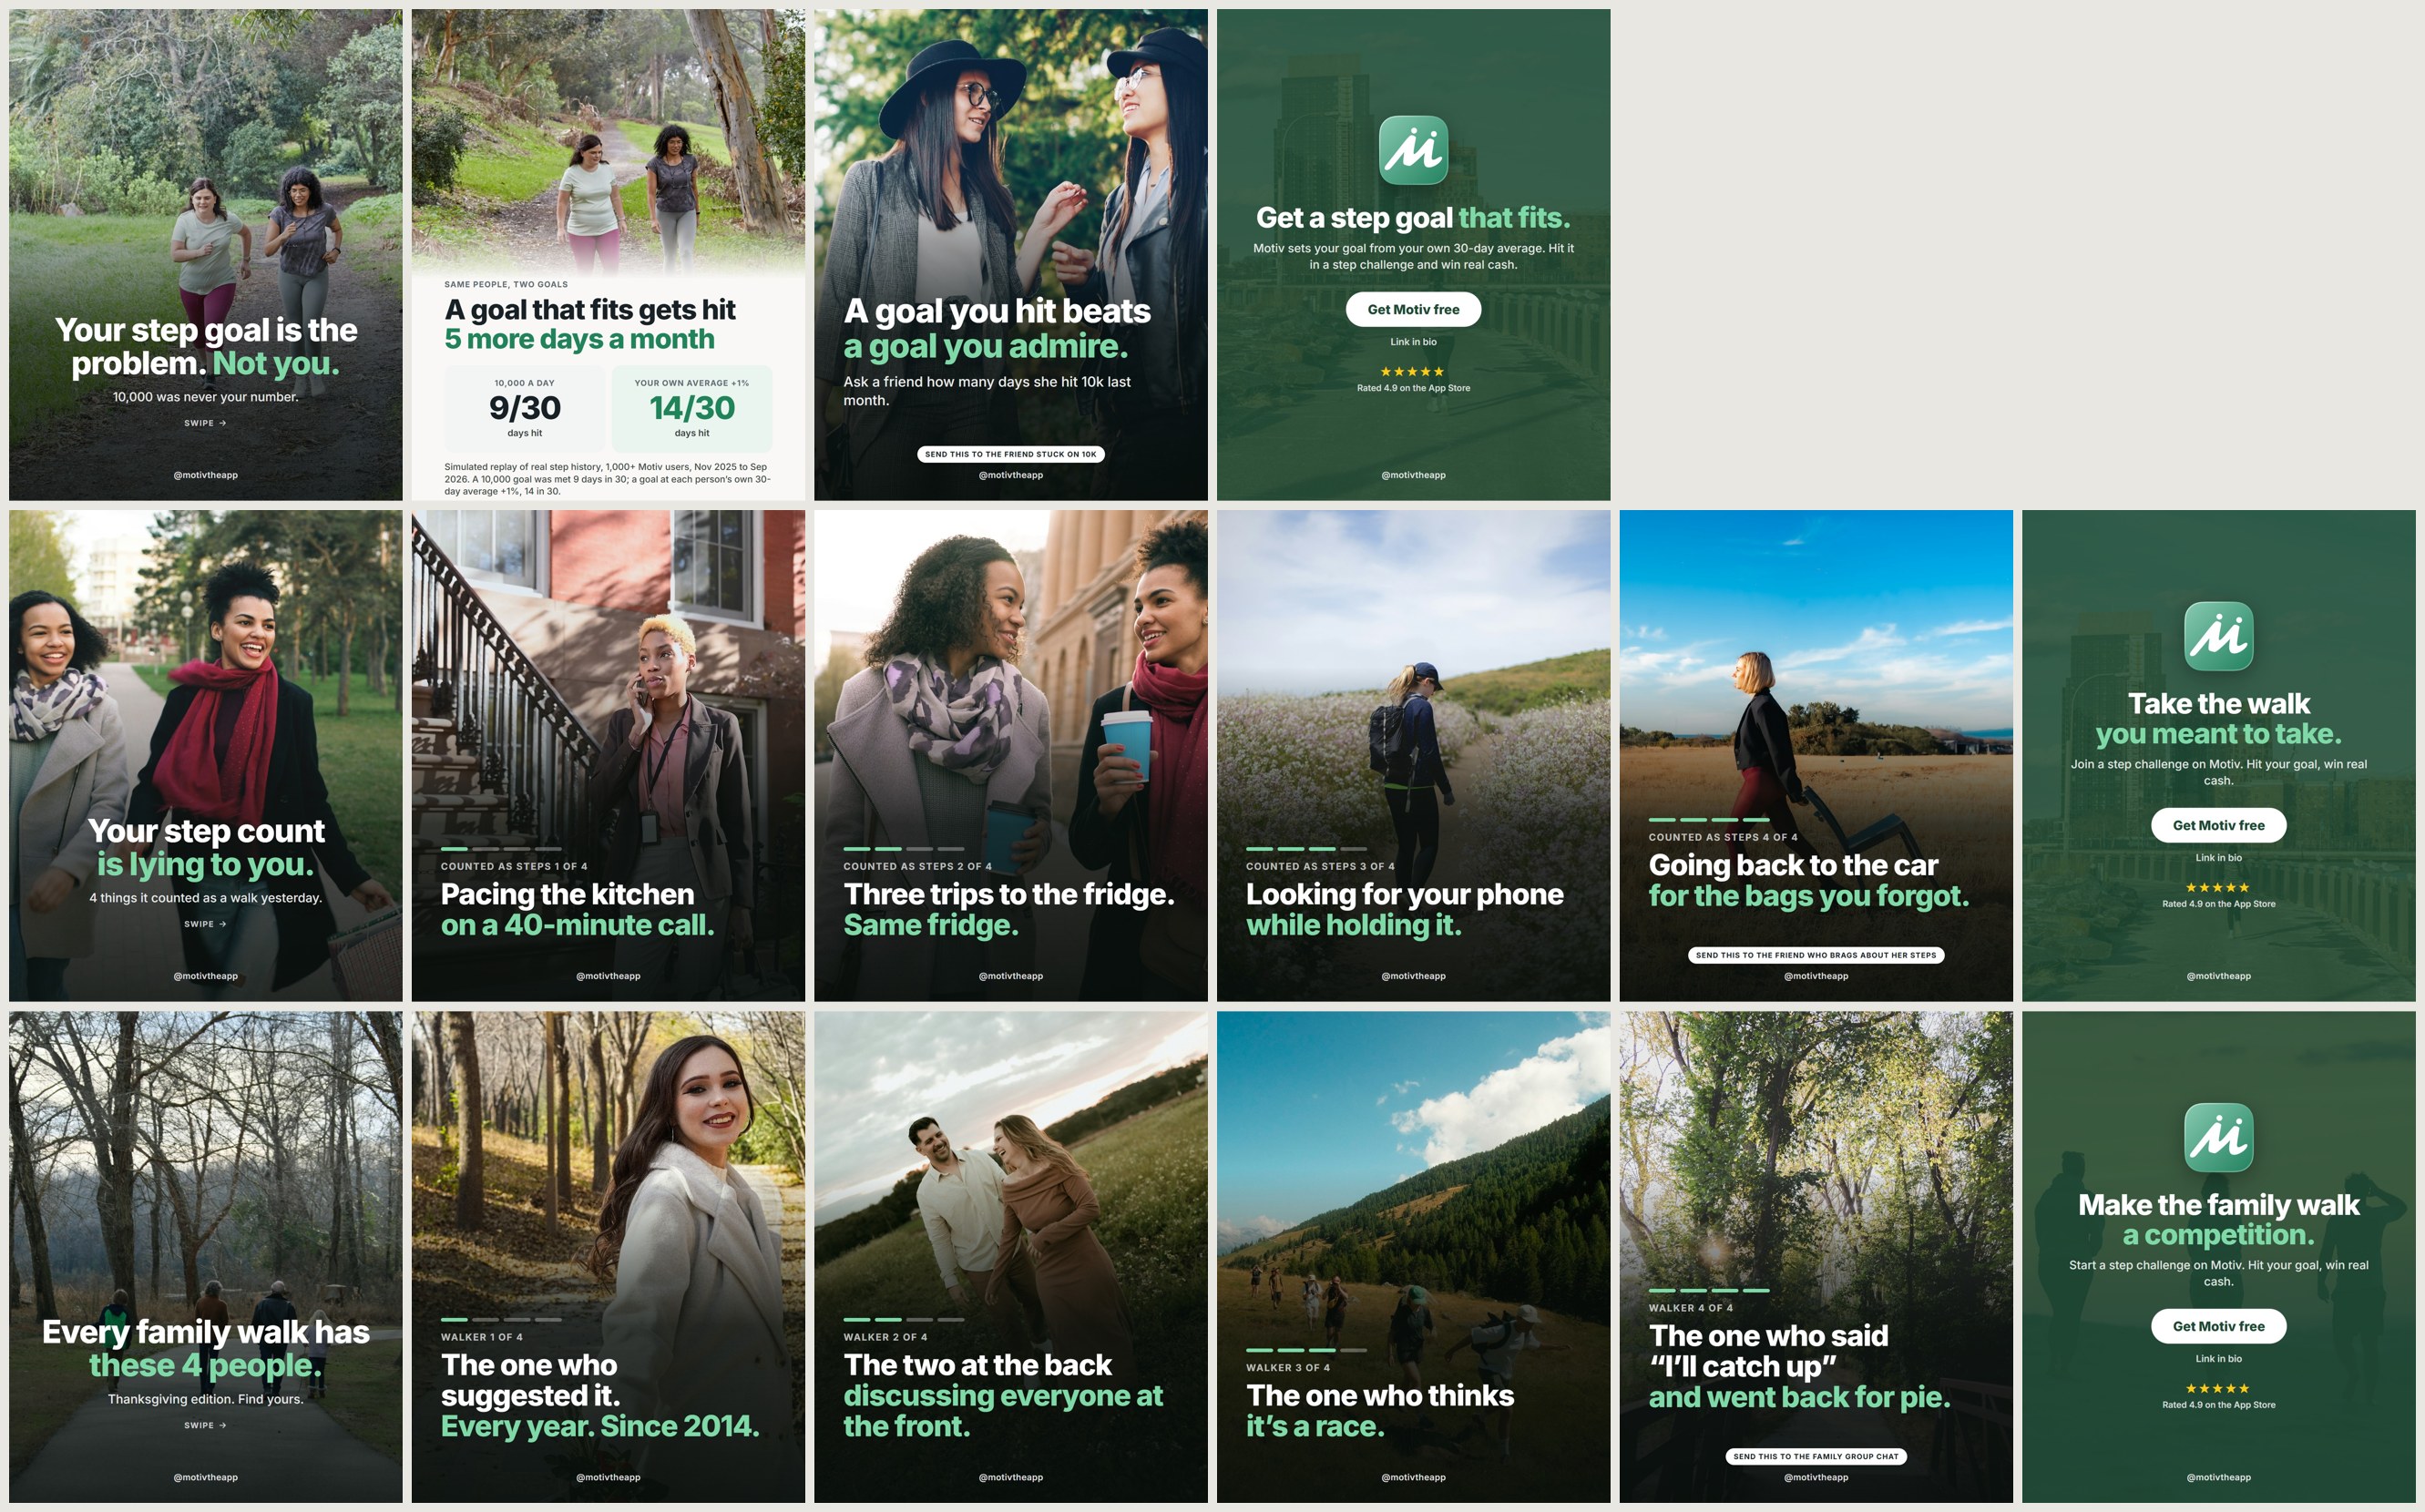 Your step goal is the
problem. Not you.
10,000 was never your number.
SWIPE →
@motivtheapp
SAME PEOPLE, TWO GOALS
A goal that fits gets hit
5 more days a month
10,000 A DAY
9/30
days hit
YOUR OWN AVERAGE +1%
14/30
days hit
Simulated replay of real step history, 1,000+ Motiv users, Nov 2025 to Sep
2026. A 10,000 goal was met 9 days in 30; a goal at each person's own 30-
day average +1%, 14 in 30.
A goal you hit beats
a goal you admire.
Ask a friend how many days she hit 10k last
month.
SEND THIS TO THE FRIEND STUCK ON 10K
@motivtheapp
Get a step goal that fits.
Motiv sets your goal from your own 30-day average. Hit it
in a step challenge and win real cash.
Get Motiv free
Link in bio
★★★★★
Rated 4.9 on the App Store
@motivtheapp
Your step count
is lying to you.
4 things it counted as a walk yesterday.
SWIPE →
@motivtheapp
COUNTED AS STEPS 1 OF 4
Pacing the kitchen
on a 40-minute call.
@motivtheapp
COUNTED AS STEPS 2 OF 4
Three trips to the fridge.
Same fridge.
@motivtheapp
COUNTED AS STEPS 3 OF 4
Looking for your phone
while holding it.
@motivtheapp
COUNTED AS STEPS 4 OF 4
Going back to the car
for the bags you forgot.
SEND THIS TO THE FRIEND WHO BRAGS ABOUT HER STEPS
@motivtheapp
Take the walk
you meant to take.
Join a step challenge on Motiv. Hit your goal, win real
cash.
Get Motiv free
Link in bio
★★★★★
Rated 4.9 on the App Store
@motivtheapp
Every family walk has
these 4 people.
Thanksgiving edition. Find yours.
SWIPE →
@motivtheapp
WALKER 1 OF 4
The one who
suggested it.
Every year. Since 2014.
@motivtheapp
WALKER 2 OF 4
The two at the back
discussing everyone at
the front.
@motivtheapp
WALKER 3 OF 4
The one who thinks
it's a race.
@motivtheapp
WALKER 4 OF 4
The one who said
“I'll catch up”
and went back for pie.
SEND THIS TO THE FAMILY GROUP CHAT
@motivtheapp
Make the family walk
a competition.
Start a step challenge on Motiv. Hit your goal, win real
cash.
Get Motiv free
Link in bio
★★★★★
Rated 4.9 on the App Store
@motivtheapp